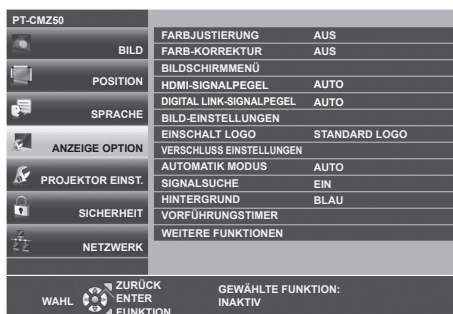 PT-CMZ50
BILD
POSITION
SPRACHE
ANZEIGE OPTION
PROJEKTOR EINST.
SICHERHEIT
NETZWERK
FARBJUSTIERUNG AUS
FARB-KORREKTUR AUS
BILDSCHIRMMENÜ
HDMI-SIGNALPEGEL AUTO
DIGITAL LINK-SIGNALPEGEL AUTO
BILD-EINSTELLUNGEN
EINSCHALT LOGO STANDARD LOGO
VERSCHLUSS EINSTELLUNGEN
AUTOMATIK MODUS AUTO
SIGNALSUCHE EIN
HINTERGRUND BLAU
VORFÜHRUNGSTIMER
WEITERE FUNKTIONEN
WAHL
ZURÜCK
ENTER
FUNKTION
GEWÄHLTE FUNKTION:
INAKTIV